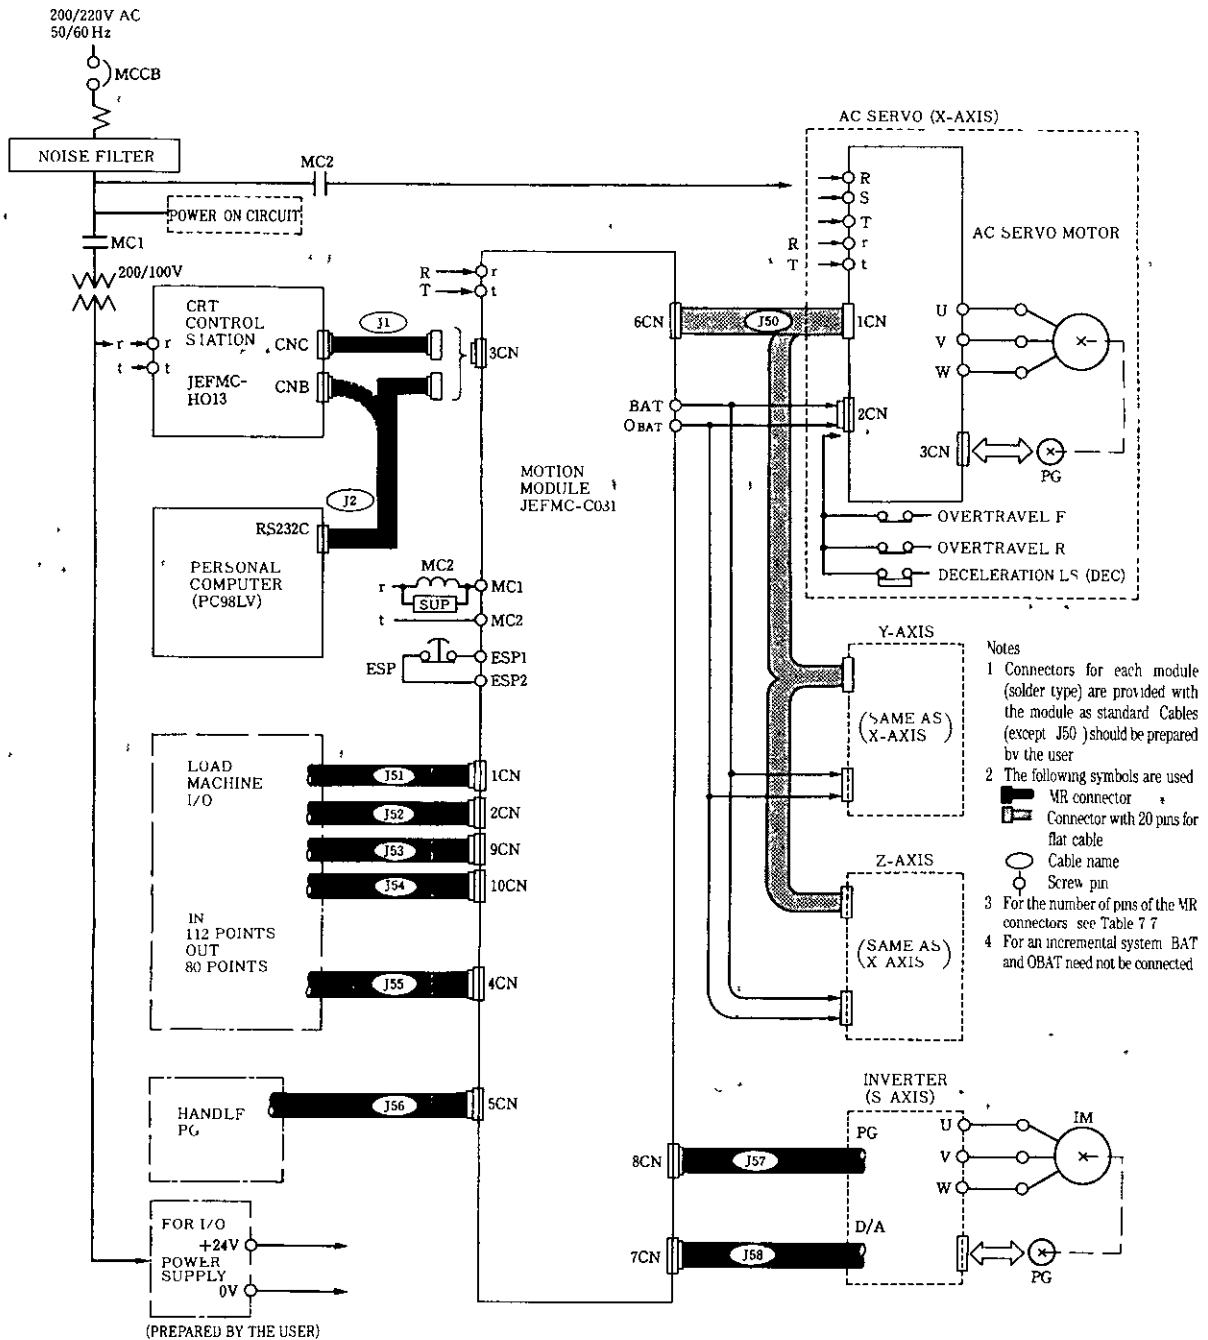 200/220V AC
50/60 Hz
MCCB
NOISE FILTER
MC2
POWER ON CIRCUIT
MC1
200/100V
r
t
r
t
CRT
CONTROL
STATION
JEFMC-
HO13
CNC
CNB
J1
J2
RS232C
PERSONAL
COMPUTER
(PC98LV)
R
T
r
t
3CN
MOTION
MODULE
JEFMC-C031
MC2
r
SUP
t
MC1
MC2
ESP
ESP1
ESP2
6CN
BAT
OBAT
J50
AC SERVO (X-AXIS)
R
S
T
R
r
T
t
AC SERVO MOTOR
1CN
U
V
W
2CN
3CN
PG
OVERTRAVEL F
OVERTRAVEL R
DECELERATION LS (DEC)
Y-AXIS
(SAME AS
X-AXIS)
Z-AXIS
(SAME AS
X AXIS)
Notes
1 Connectors for each module
(solder type) are provided with
the module as standard Cables
(except J50 ) should be prepared
by the user
2 The following symbols are used
MR connector
Connector with 20 pins for
flat cable
Cable name
Screw pin
3 For the number of pins of the MR
connectors see Table 7 7
4 For an incremental system BAT
and OBAT need not be connected
LOAD
MACHINE
I/O
IN
112 POINTS
OUT
80 POINTS
J51
1CN
J52
2CN
J53
9CN
J54
10CN
J55
4CN
HANDLE
PG
J56
5CN
FOR I/O
+24V
POWER
SUPPLY
0V
(PREPARED BY THE USER)
8CN
J57
7CN
J58
INVERTER
(S AXIS)
PG
D/A
U
V
W
IM
PG